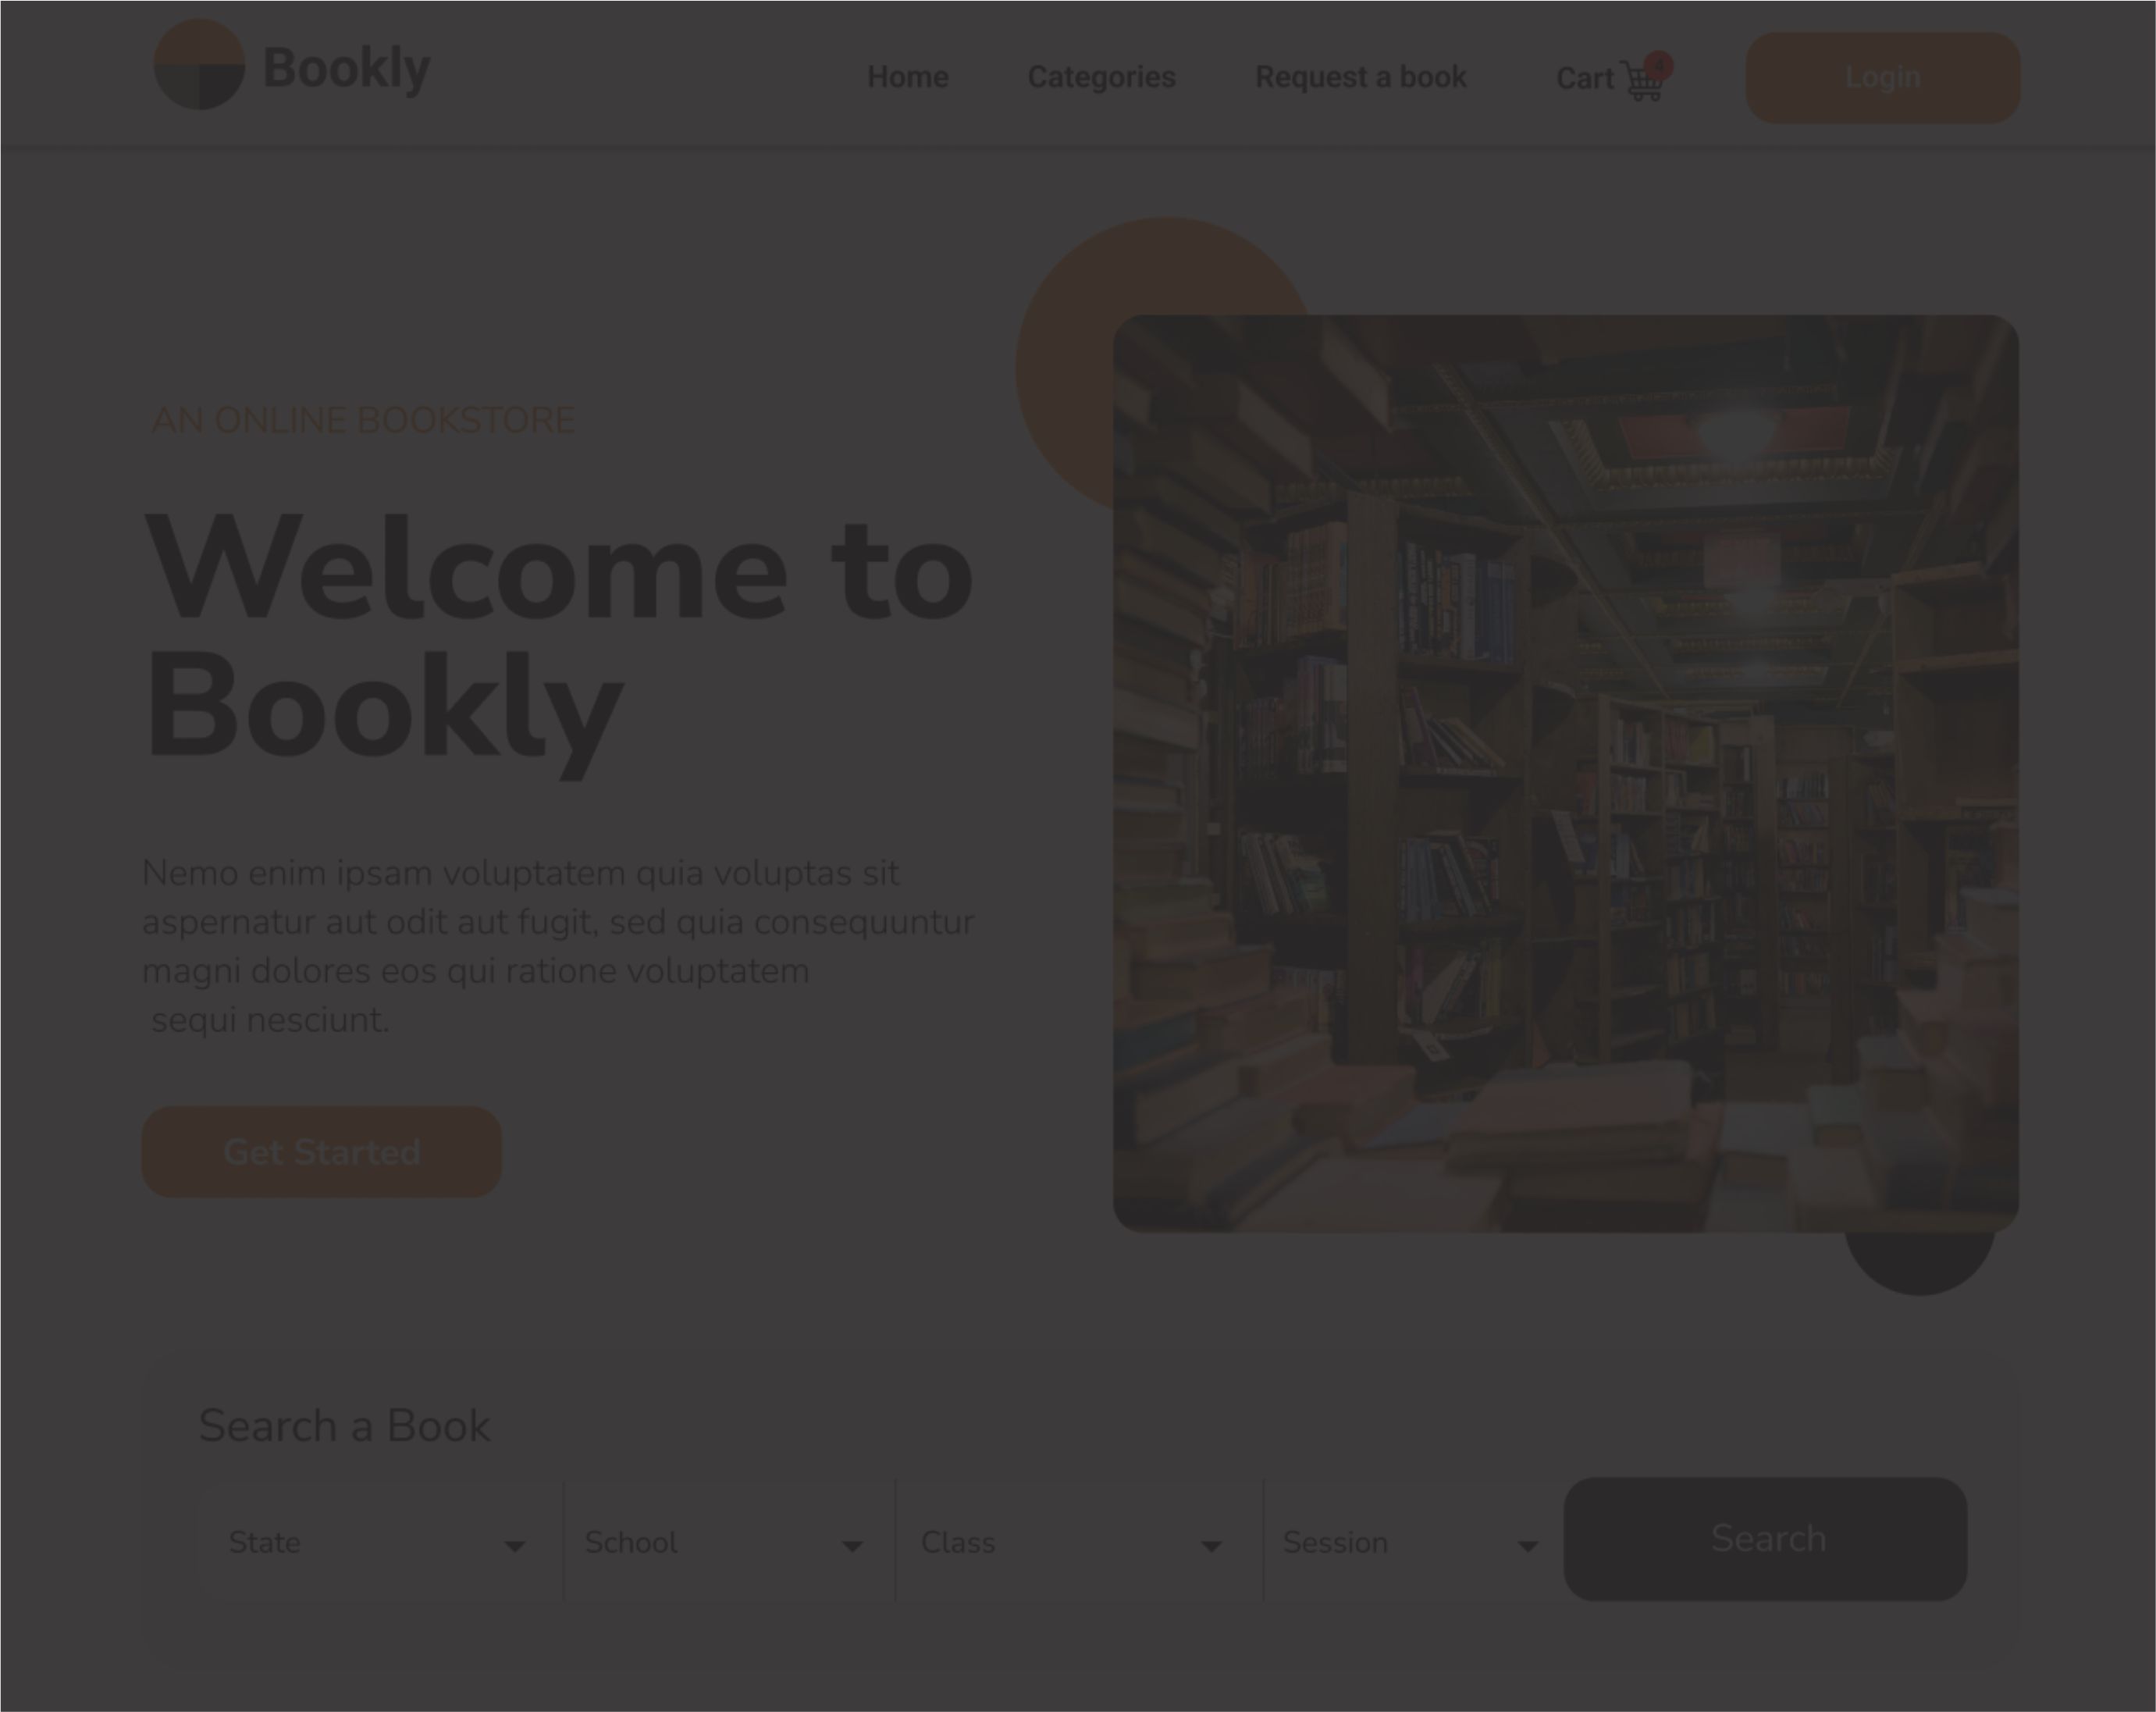 Bookly
Home
Categories
Request a book
Cart
4
Login
AN ONLINE BOOKSTORE
Welcome to
Bookly
Nemo enim ipsam voluptatem quia voluptas sit
aspernatur aut odit aut fugit, sed quia consequuntur
magni dolores eos qui ratione voluptatem
sequi nesciunt.
Get Started
Search a Book
State
School
Class
Session
Search